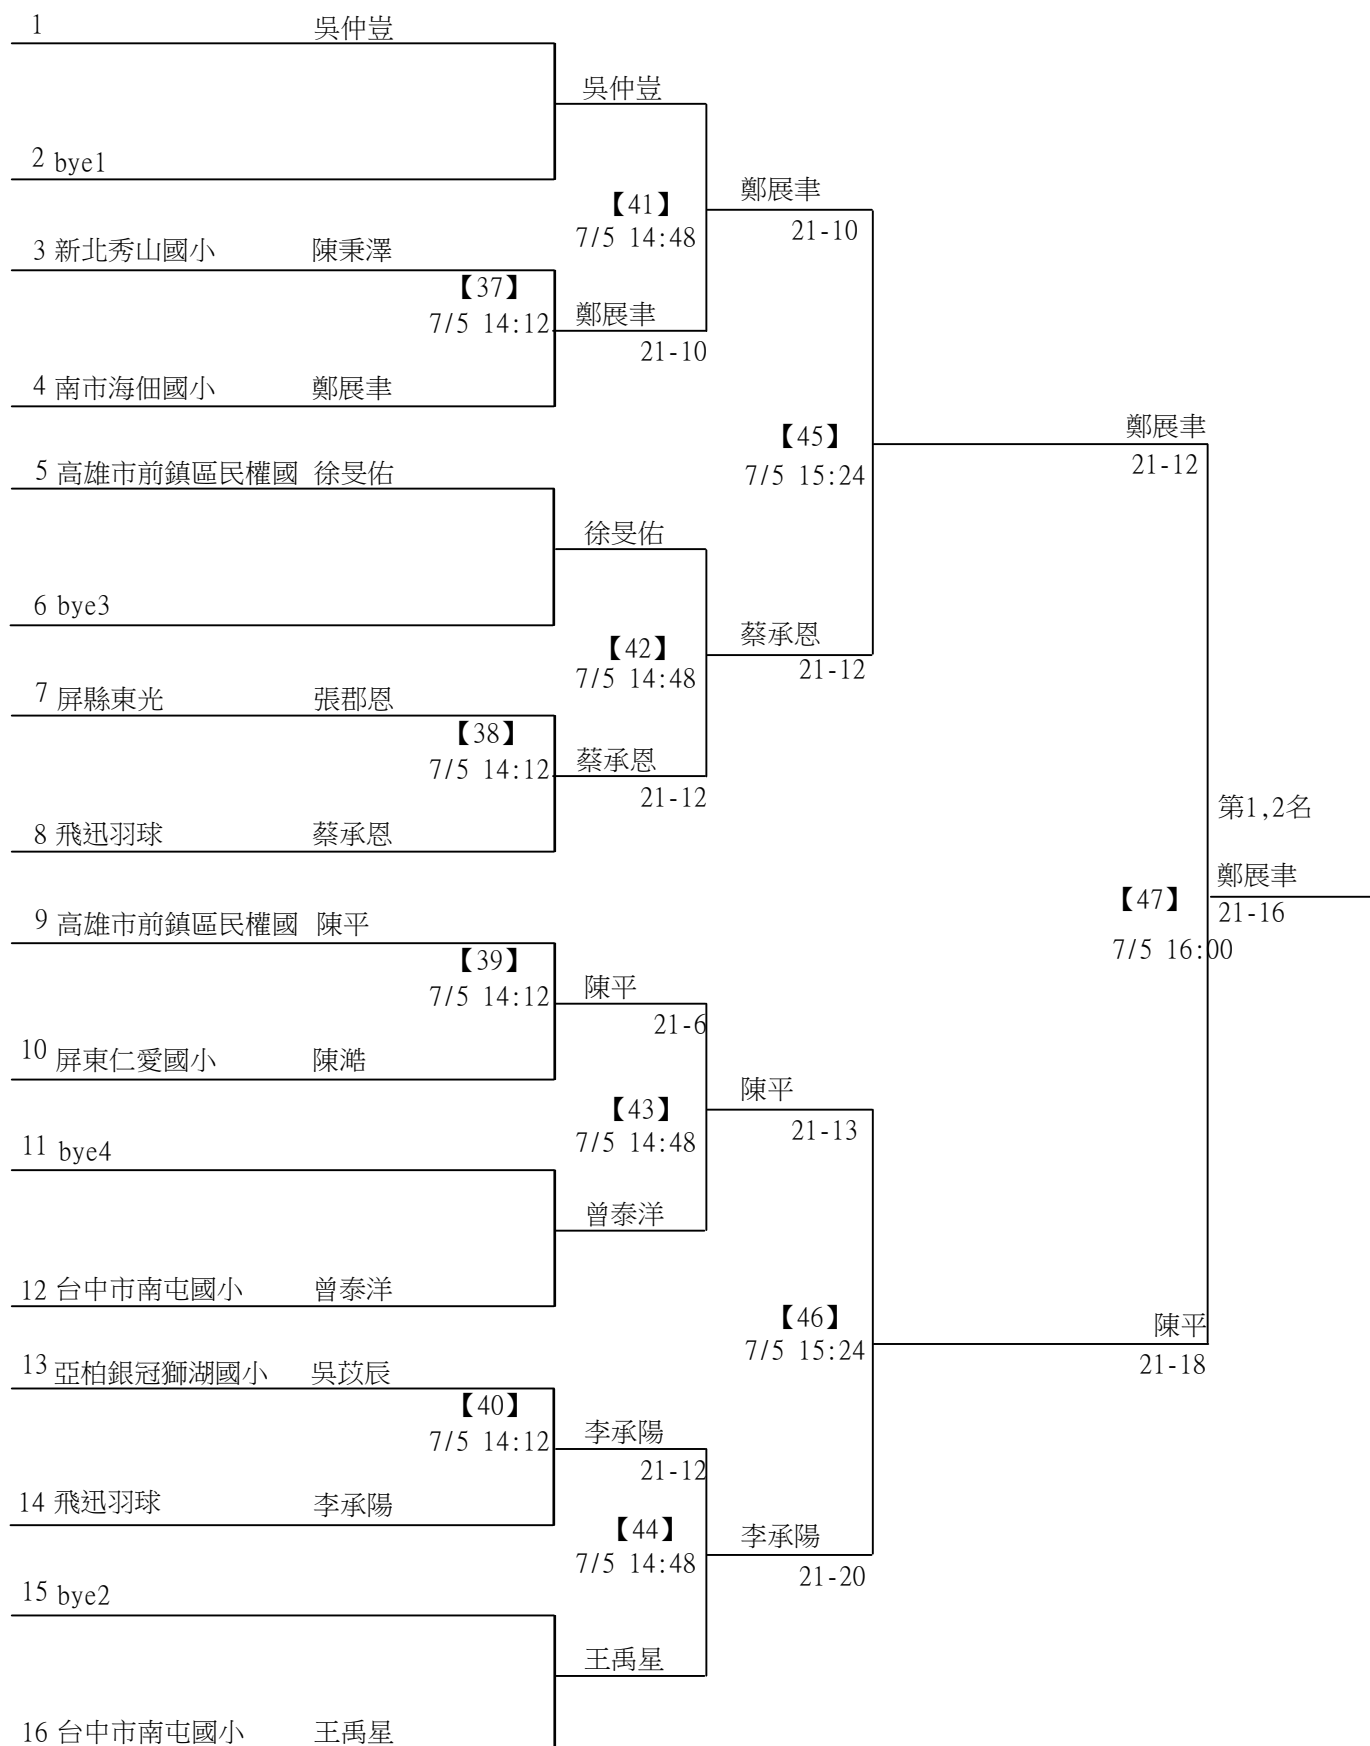 1 吳仲豈
吳仲豈
2 bye1
鄭展聿
【41】
21-10
7/5 14:48
3 新北秀山國小 陳秉澤
【37】
鄭展聿
7/5 14:12
21-10
4 南市海佃國小 鄭展聿
鄭展聿
【45】
21-12
7/5 15:24
5 高雄市前鎮區民權國 徐旻佑
徐旻佑
6 bye3
蔡承恩
【42】
21-12
7/5 14:48
7 屏縣東光 張郡恩
【38】
蔡承恩
7/5 14:12
21-12
第1,2名
8 飛迅羽球 蔡承恩
鄭展聿
【47】
21-16
7/5 16:00
9 高雄市前鎮區民權國 陳平
【39】
陳平
7/5 14:12
21-6
10 屏東仁愛國小 陳澔
陳平
【43】
21-13
7/5 14:48
11 bye4
曾泰洋
12 台中市南屯國小 曾泰洋
【46】
陳平
7/5 15:24
21-18
13 亞柏銀冠獅湖國小 吳苡辰
【40】
李承陽
7/5 14:12
21-12
14 飛迅羽球 李承陽
【44】
李承陽
7/5 14:48
21-20
15 bye2
王禹星
16 台中市南屯國小 王禹星